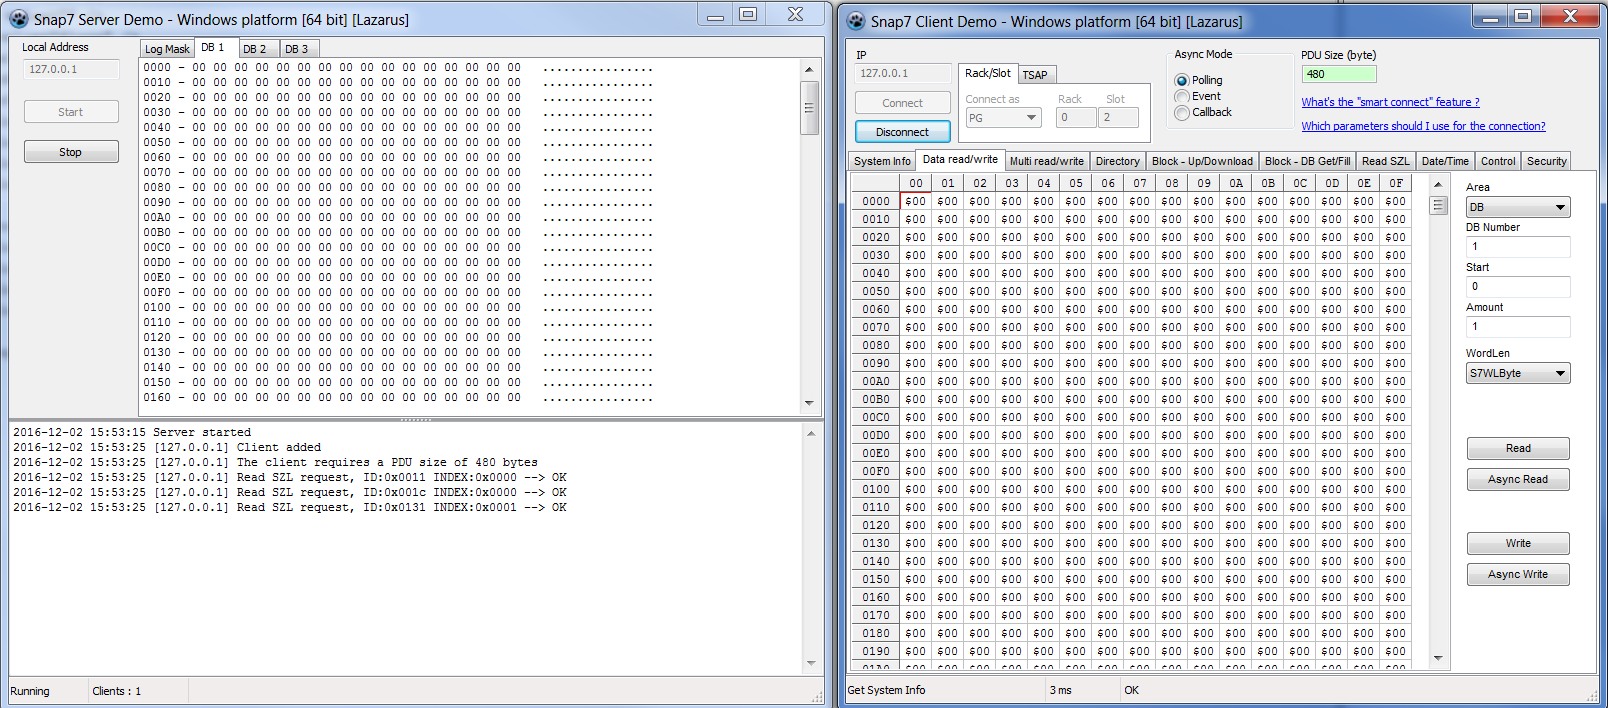 Snap7 Server Demo - Windows platform [64 bit] [Lazarus]
Local Address
127.0.0.1
Start
Stop
Log Mask DB 1 DB 2 DB 3
0000 - 00 00 00 00 00 00 00 00 00 00 00 00 00 00 00 00 ................
0010 - 00 00 00 00 00 00 00 00 00 00 00 00 00 00 00 00 ................
0020 - 00 00 00 00 00 00 00 00 00 00 00 00 00 00 00 00 ................
0030 - 00 00 00 00 00 00 00 00 00 00 00 00 00 00 00 00 ................
0040 - 00 00 00 00 00 00 00 00 00 00 00 00 00 00 00 00 ................
0050 - 00 00 00 00 00 00 00 00 00 00 00 00 00 00 00 00 ................
0060 - 00 00 00 00 00 00 00 00 00 00 00 00 00 00 00 00 ................
0070 - 00 00 00 00 00 00 00 00 00 00 00 00 00 00 00 00 ................
0080 - 00 00 00 00 00 00 00 00 00 00 00 00 00 00 00 00 ................
0090 - 00 00 00 00 00 00 00 00 00 00 00 00 00 00 00 00 ................
00A0 - 00 00 00 00 00 00 00 00 00 00 00 00 00 00 00 00 ................
00B0 - 00 00 00 00 00 00 00 00 00 00 00 00 00 00 00 00 ................
00C0 - 00 00 00 00 00 00 00 00 00 00 00 00 00 00 00 00 ................
00D0 - 00 00 00 00 00 00 00 00 00 00 00 00 00 00 00 00 ................
00E0 - 00 00 00 00 00 00 00 00 00 00 00 00 00 00 00 00 ................
00F0 - 00 00 00 00 00 00 00 00 00 00 00 00 00 00 00 00 ................
0100 - 00 00 00 00 00 00 00 00 00 00 00 00 00 00 00 00 ................
0110 - 00 00 00 00 00 00 00 00 00 00 00 00 00 00 00 00 ................
0120 - 00 00 00 00 00 00 00 00 00 00 00 00 00 00 00 00 ................
0130 - 00 00 00 00 00 00 00 00 00 00 00 00 00 00 00 00 ................
0140 - 00 00 00 00 00 00 00 00 00 00 00 00 00 00 00 00 ................
0150 - 00 00 00 00 00 00 00 00 00 00 00 00 00 00 00 00 ................
0160 - 00 00 00 00 00 00 00 00 00 00 00 00 00 00 00 00 ................
2016-12-02 15:53:15 Server started
2016-12-02 15:53:25 [127.0.0.1] Client added
2016-12-02 15:53:25 [127.0.0.1] The client requires a PDU size of 480 bytes
2016-12-02 15:53:25 [127.0.0.1] Read SZL request, ID:0x0011 INDEX:0x0000 --> OK
2016-12-02 15:53:25 [127.0.0.1] Read SZL request, ID:0x001c INDEX:0x0000 --> OK
2016-12-02 15:53:25 [127.0.0.1] Read SZL request, ID:0x0131 INDEX:0x0001 --> OK
Running Clients : 1
Snap7 Client Demo - Windows platform [64 bit] [Lazarus]
IP
127.0.0.1
Connect
Disconnect
Rack/Slot TSAP
Connect as Rack Slot
PG 0 2
Async Mode
Polling
Event
Callback
PDU Size (byte)
480
What's the "smart connect" feature ?
Which parameters should I use for the connection?
System Info Data read/write Multi read/write Directory Block - Up/Download Block - DB Get/Fill Read SZL Date/Time Control Security
00 01 02 03 04 05 06 07 08 09 0A 0B 0C 0D 0E 0F
0000 $00 $00 $00 $00 $00 $00 $00 $00 $00 $00 $00 $00 $00 $00 $00 $00
0010 $00 $00 $00 $00 $00 $00 $00 $00 $00 $00 $00 $00 $00 $00 $00 $00
0020 $00 $00 $00 $00 $00 $00 $00 $00 $00 $00 $00 $00 $00 $00 $00 $00
0030 $00 $00 $00 $00 $00 $00 $00 $00 $00 $00 $00 $00 $00 $00 $00 $00
0040 $00 $00 $00 $00 $00 $00 $00 $00 $00 $00 $00 $00 $00 $00 $00 $00
0050 $00 $00 $00 $00 $00 $00 $00 $00 $00 $00 $00 $00 $00 $00 $00 $00
0060 $00 $00 $00 $00 $00 $00 $00 $00 $00 $00 $00 $00 $00 $00 $00 $00
0070 $00 $00 $00 $00 $00 $00 $00 $00 $00 $00 $00 $00 $00 $00 $00 $00
0080 $00 $00 $00 $00 $00 $00 $00 $00 $00 $00 $00 $00 $00 $00 $00 $00
0090 $00 $00 $00 $00 $00 $00 $00 $00 $00 $00 $00 $00 $00 $00 $00 $00
00A0 $00 $00 $00 $00 $00 $00 $00 $00 $00 $00 $00 $00 $00 $00 $00 $00
00B0 $00 $00 $00 $00 $00 $00 $00 $00 $00 $00 $00 $00 $00 $00 $00 $00
00C0 $00 $00 $00 $00 $00 $00 $00 $00 $00 $00 $00 $00 $00 $00 $00 $00
00D0 $00 $00 $00 $00 $00 $00 $00 $00 $00 $00 $00 $00 $00 $00 $00 $00
00E0 $00 $00 $00 $00 $00 $00 $00 $00 $00 $00 $00 $00 $00 $00 $00 $00
00F0 $00 $00 $00 $00 $00 $00 $00 $00 $00 $00 $00 $00 $00 $00 $00 $00
0100 $00 $00 $00 $00 $00 $00 $00 $00 $00 $00 $00 $00 $00 $00 $00 $00
0110 $00 $00 $00 $00 $00 $00 $00 $00 $00 $00 $00 $00 $00 $00 $00 $00
0120 $00 $00 $00 $00 $00 $00 $00 $00 $00 $00 $00 $00 $00 $00 $00 $00
0130 $00 $00 $00 $00 $00 $00 $00 $00 $00 $00 $00 $00 $00 $00 $00 $00
0140 $00 $00 $00 $00 $00 $00 $00 $00 $00 $00 $00 $00 $00 $00 $00 $00
0150 $00 $00 $00 $00 $00 $00 $00 $00 $00 $00 $00 $00 $00 $00 $00 $00
0160 $00 $00 $00 $00 $00 $00 $00 $00 $00 $00 $00 $00 $00 $00 $00 $00
0170 $00 $00 $00 $00 $00 $00 $00 $00 $00 $00 $00 $00 $00 $00 $00 $00
0180 $00 $00 $00 $00 $00 $00 $00 $00 $00 $00 $00 $00 $00 $00 $00 $00
0190 $00 $00 $00 $00 $00 $00 $00 $00 $00 $00 $00 $00 $00 $00 $00 $00
Area
DB
DB Number
1
Start
0
Amount
1
WordLen
S7WLByte
Read
Async Read
Write
Async Write
Get System Info 3 ms OK